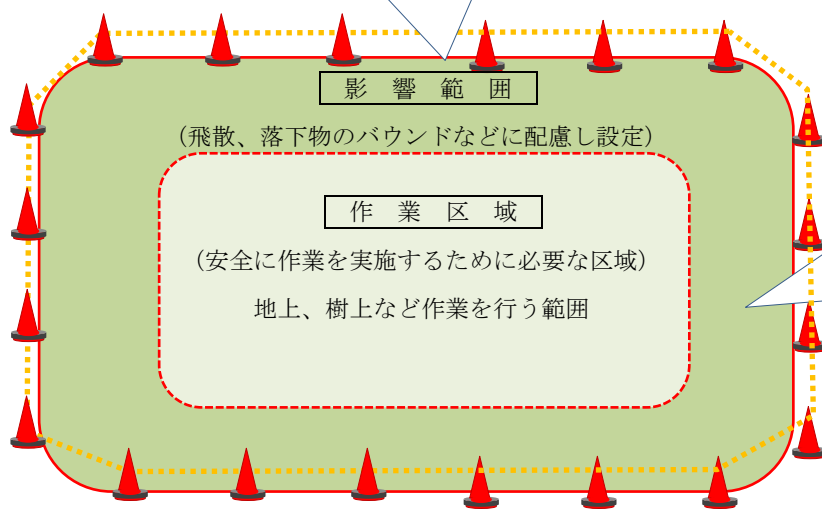 影響範囲
（飛散、落下物のバウンドなどに配慮し設定）
作業区域
（安全に作業を実施するために必要な区域）
地上、樹上など作業を行う範囲